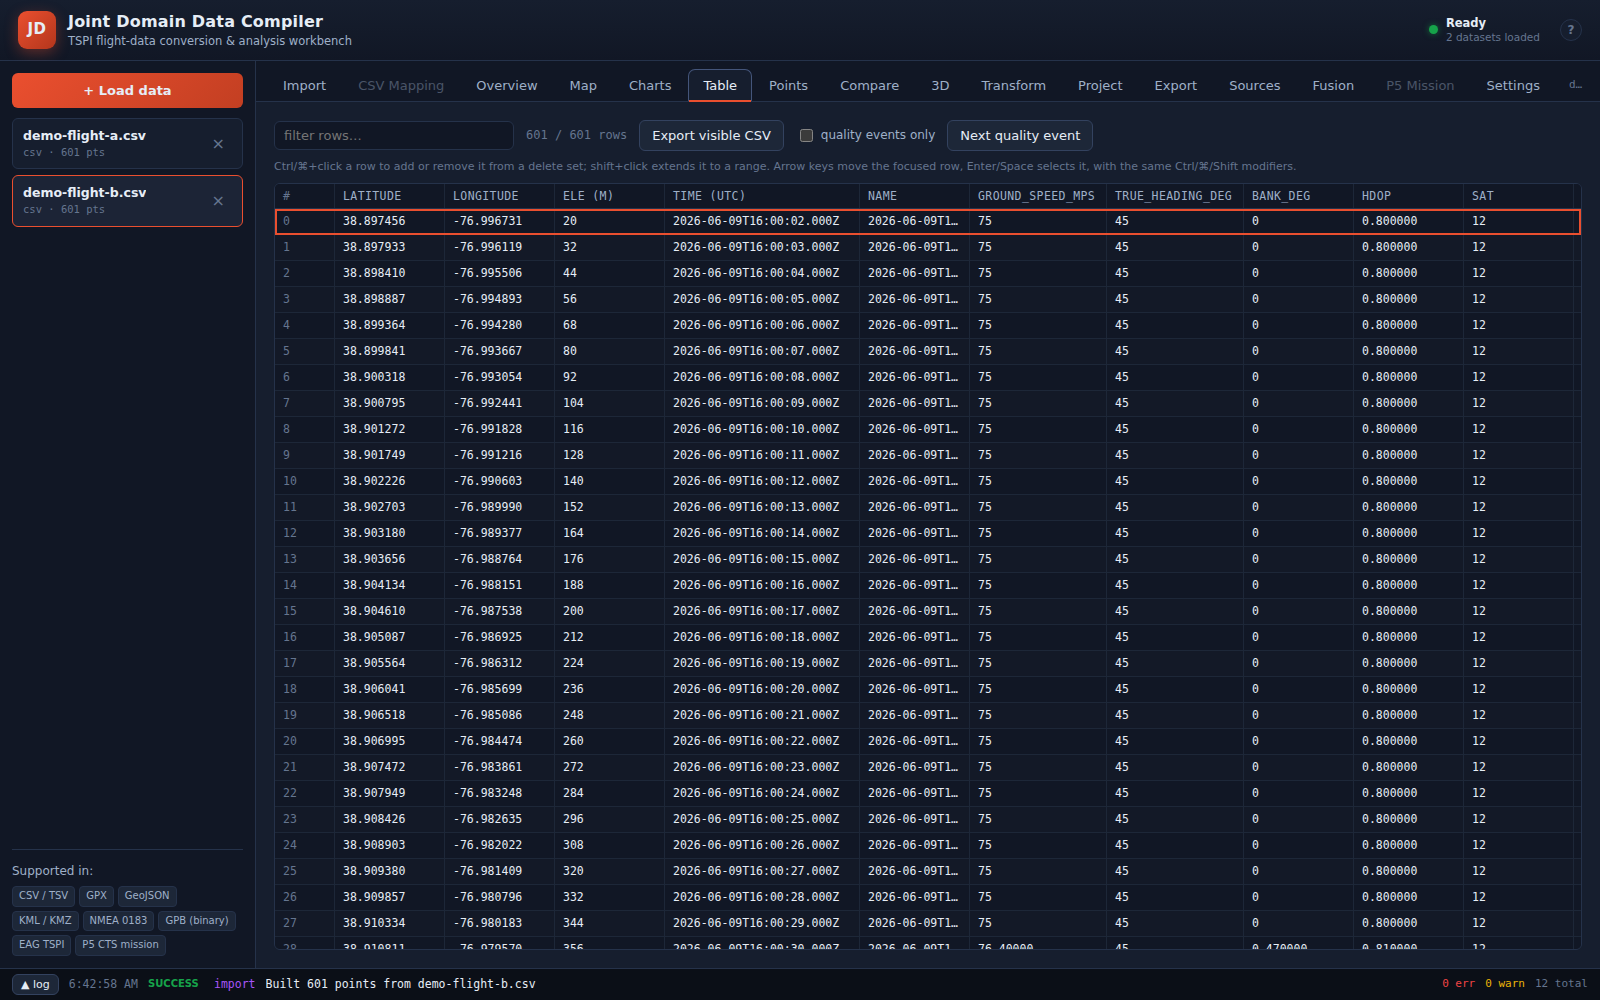 JD
Joint Domain Data Compiler
TSPI flight-data conversion & analysis workbench
Ready
2 datasets loaded
?
+ Load data
demo-flight-a.csv
csv · 601 pts
×
demo-flight-b.csv
csv · 601 pts
×
Supported in:
CSV / TSV GPX GeoJSON
KML / KMZ NMEA 0183 GPB (binary)
EAG TSPI P5 CTS mission
Import CSV Mapping Overview Map Charts Table Points Compare 3D Transform Project Export Sources Fusion P5 Mission Settings d…
filter rows… 601 / 601 rows Export visible CSV quality events only Next quality event
Ctrl/⌘+click a row to add or remove it from a delete set; shift+click extends it to a range. Arrow keys move the focused row, Enter/Space selects it, with the same Ctrl/⌘/Shift modifiers.
# LATITUDE LONGITUDE ELE (M) TIME (UTC) NAME GROUND_SPEED_MPS TRUE_HEADING_DEG BANK_DEG HDOP SAT
0 38.897456 -76.996731 20 2026-06-09T16:00:02.000Z 2026-06-09T1… 75 45 0 0.800000 12
1 38.897933 -76.996119 32 2026-06-09T16:00:03.000Z 2026-06-09T1… 75 45 0 0.800000 12
2 38.898410 -76.995506 44 2026-06-09T16:00:04.000Z 2026-06-09T1… 75 45 0 0.800000 12
3 38.898887 -76.994893 56 2026-06-09T16:00:05.000Z 2026-06-09T1… 75 45 0 0.800000 12
4 38.899364 -76.994280 68 2026-06-09T16:00:06.000Z 2026-06-09T1… 75 45 0 0.800000 12
5 38.899841 -76.993667 80 2026-06-09T16:00:07.000Z 2026-06-09T1… 75 45 0 0.800000 12
6 38.900318 -76.993054 92 2026-06-09T16:00:08.000Z 2026-06-09T1… 75 45 0 0.800000 12
7 38.900795 -76.992441 104 2026-06-09T16:00:09.000Z 2026-06-09T1… 75 45 0 0.800000 12
8 38.901272 -76.991828 116 2026-06-09T16:00:10.000Z 2026-06-09T1… 75 45 0 0.800000 12
9 38.901749 -76.991216 128 2026-06-09T16:00:11.000Z 2026-06-09T1… 75 45 0 0.800000 12
10 38.902226 -76.990603 140 2026-06-09T16:00:12.000Z 2026-06-09T1… 75 45 0 0.800000 12
11 38.902703 -76.989990 152 2026-06-09T16:00:13.000Z 2026-06-09T1… 75 45 0 0.800000 12
12 38.903180 -76.989377 164 2026-06-09T16:00:14.000Z 2026-06-09T1… 75 45 0 0.800000 12
13 38.903656 -76.988764 176 2026-06-09T16:00:15.000Z 2026-06-09T1… 75 45 0 0.800000 12
14 38.904134 -76.988151 188 2026-06-09T16:00:16.000Z 2026-06-09T1… 75 45 0 0.800000 12
15 38.904610 -76.987538 200 2026-06-09T16:00:17.000Z 2026-06-09T1… 75 45 0 0.800000 12
16 38.905087 -76.986925 212 2026-06-09T16:00:18.000Z 2026-06-09T1… 75 45 0 0.800000 12
17 38.905564 -76.986312 224 2026-06-09T16:00:19.000Z 2026-06-09T1… 75 45 0 0.800000 12
18 38.906041 -76.985699 236 2026-06-09T16:00:20.000Z 2026-06-09T1… 75 45 0 0.800000 12
19 38.906518 -76.985086 248 2026-06-09T16:00:21.000Z 2026-06-09T1… 75 45 0 0.800000 12
20 38.906995 -76.984474 260 2026-06-09T16:00:22.000Z 2026-06-09T1… 75 45 0 0.800000 12
21 38.907472 -76.983861 272 2026-06-09T16:00:23.000Z 2026-06-09T1… 75 45 0 0.800000 12
22 38.907949 -76.983248 284 2026-06-09T16:00:24.000Z 2026-06-09T1… 75 45 0 0.800000 12
23 38.908426 -76.982635 296 2026-06-09T16:00:25.000Z 2026-06-09T1… 75 45 0 0.800000 12
24 38.908903 -76.982022 308 2026-06-09T16:00:26.000Z 2026-06-09T1… 75 45 0 0.800000 12
25 38.909380 -76.981409 320 2026-06-09T16:00:27.000Z 2026-06-09T1… 75 45 0 0.800000 12
26 38.909857 -76.980796 332 2026-06-09T16:00:28.000Z 2026-06-09T1… 75 45 0 0.800000 12
27 38.910334 -76.980183 344 2026-06-09T16:00:29.000Z 2026-06-09T1… 75 45 0 0.800000 12
28 38.910811 -76.979570 356 2026-06-09T16:00:30.000Z 2026-06-09T1… 76.40000 45 0.470000 0.810000 12
▲ log 6:42:58 AM SUCCESS import Built 601 points from demo-flight-b.csv 0 err 0 warn 12 total